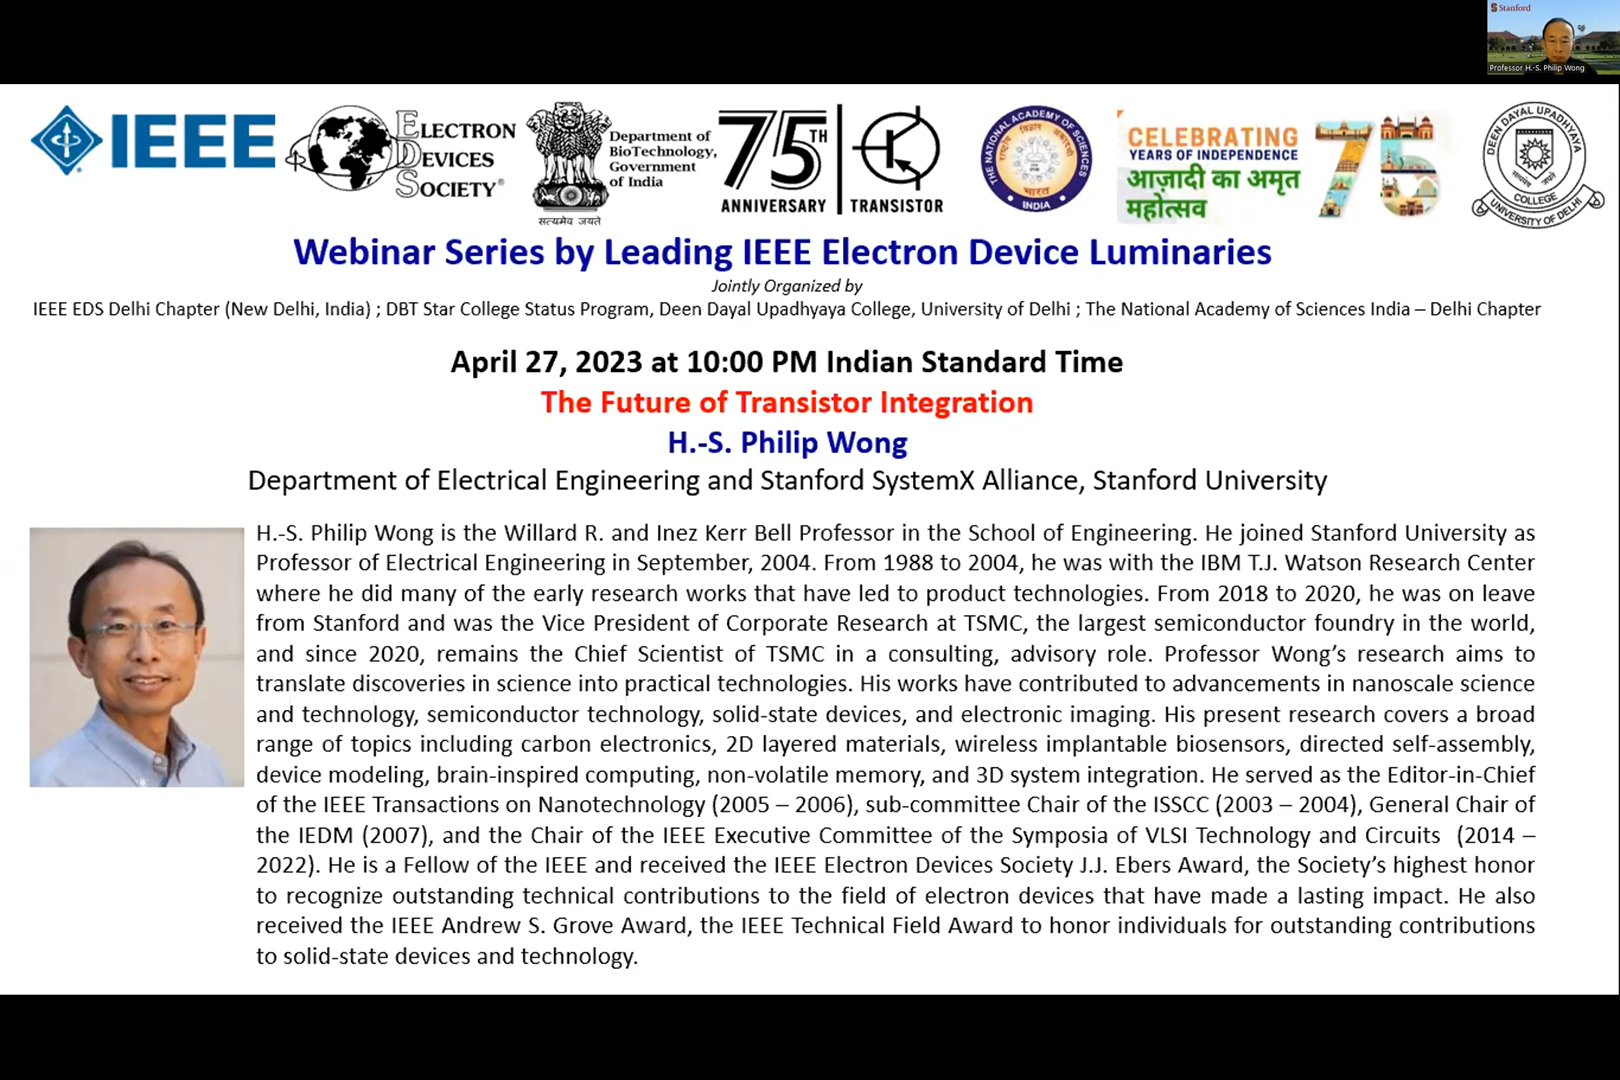 Stanford
Professor H.-S. Philip Wong
IEEE
ELECTRON
DEVICES
SOCIETY®
Department of
BioTechnology,
Government
of India
सत्यमेव जयते
75TH
ANNIVERSARY
TRANSISTOR
THE NATIONAL ACADEMY OF SCIENCES
INDIA
भारत
CELEBRATING
YEARS OF INDEPENDENCE
आज़ादी का अमृत
महोत्सव
75
DEEN DAYAL UPADHYAYA
COLLEGE
UNIVERSITY OF DELHI
Webinar Series by Leading IEEE Electron Device Luminaries
Jointly Organized by
IEEE EDS Delhi Chapter (New Delhi, India) ; DBT Star College Status Program, Deen Dayal Upadhyaya College, University of Delhi ; The National Academy of Sciences India – Delhi Chapter
April 27, 2023 at 10:00 PM Indian Standard Time
The Future of Transistor Integration
H.-S. Philip Wong
Department of Electrical Engineering and Stanford SystemX Alliance, Stanford University
H.-S. Philip Wong is the Willard R. and Inez Kerr Bell Professor in the School of Engineering. He joined Stanford University as
Professor of Electrical Engineering in September, 2004. From 1988 to 2004, he was with the IBM T.J. Watson Research Center
where he did many of the early research works that have led to product technologies. From 2018 to 2020, he was on leave
from Stanford and was the Vice President of Corporate Research at TSMC, the largest semiconductor foundry in the world,
and since 2020, remains the Chief Scientist of TSMC in a consulting, advisory role. Professor Wong’s research aims to
translate discoveries in science into practical technologies. His works have contributed to advancements in nanoscale science
and technology, semiconductor technology, solid-state devices, and electronic imaging. His present research covers a broad
range of topics including carbon electronics, 2D layered materials, wireless implantable biosensors, directed self-assembly,
device modeling, brain-inspired computing, non-volatile memory, and 3D system integration. He served as the Editor-in-Chief
of the IEEE Transactions on Nanotechnology (2005 – 2006), sub-committee Chair of the ISSCC (2003 – 2004), General Chair of
the IEDM (2007), and the Chair of the IEEE Executive Committee of the Symposia of VLSI Technology and Circuits (2014 –
2022). He is a Fellow of the IEEE and received the IEEE Electron Devices Society J.J. Ebers Award, the Society’s highest honor
to recognize outstanding technical contributions to the field of electron devices that have made a lasting impact. He also
received the IEEE Andrew S. Grove Award, the IEEE Technical Field Award to honor individuals for outstanding contributions
to solid-state devices and technology.